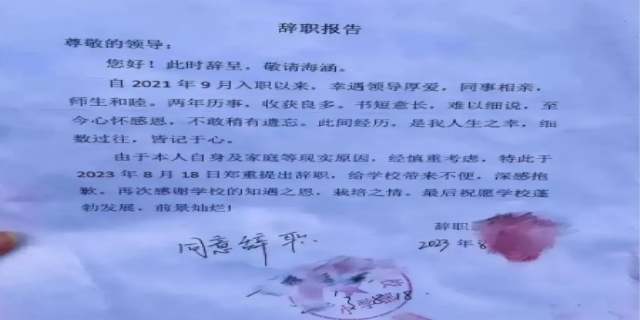 辞职报告
尊敬的领导：
您好！此时辞呈，敬请海涵。
自 2021 年 9 月入职以来，幸遇领导厚爱，同事相亲，
师生和睦。两年历事，收获良多。书短意长，难以细说，至
今心怀感恩，不敢稍有遗忘。此间经历，是我人生之幸，细
数过往，皆记于心。
由于本人自身及家庭等现实原因，经慎重考虑，特此于
2023 年 8 月 18 日郑重提出辞职，给学校带来不便，深感抱
歉。再次感谢学校的知遇之恩，栽培之情。最后祝愿学校蓬
勃发展，前景灿烂！
辞职
2023 年 8
同意辞职.
小学
8.18